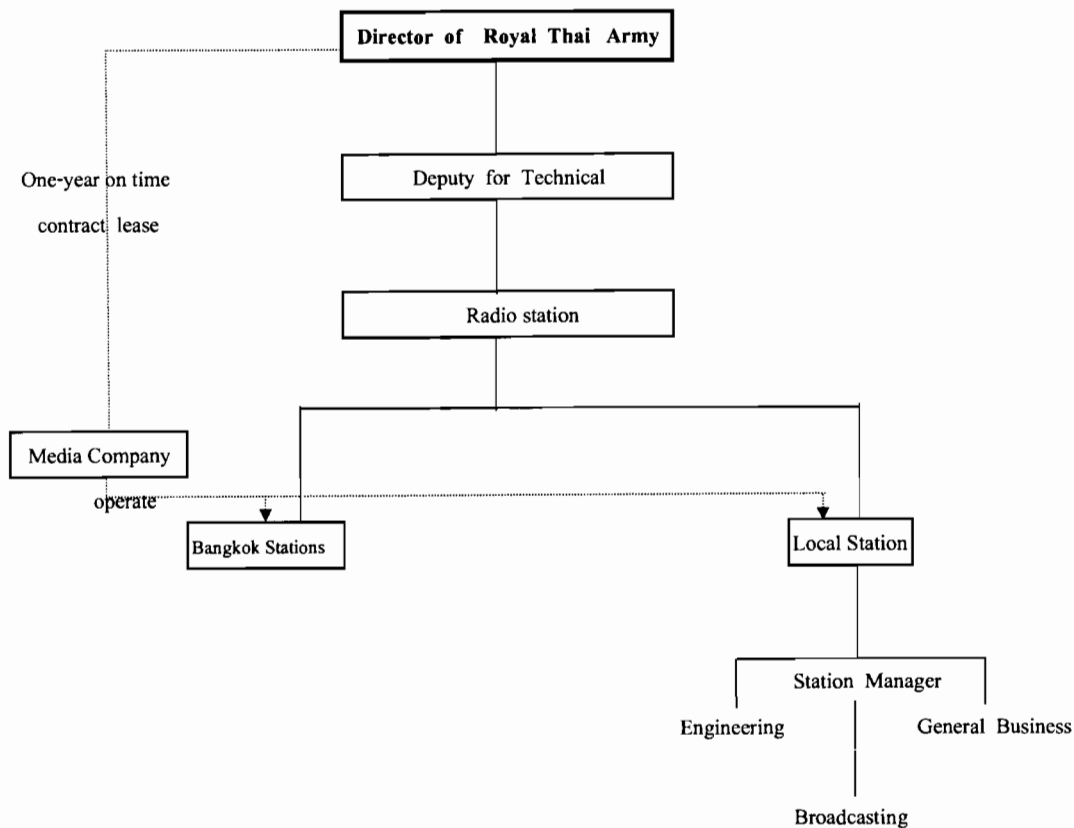 Director of Royal Thai Army
Deputy for Technical
One-year on time
contract lease
Radio station
Media Company
operate
Bangkok Stations
Local Station
Station Manager
Engineering
General Business
Broadcasting